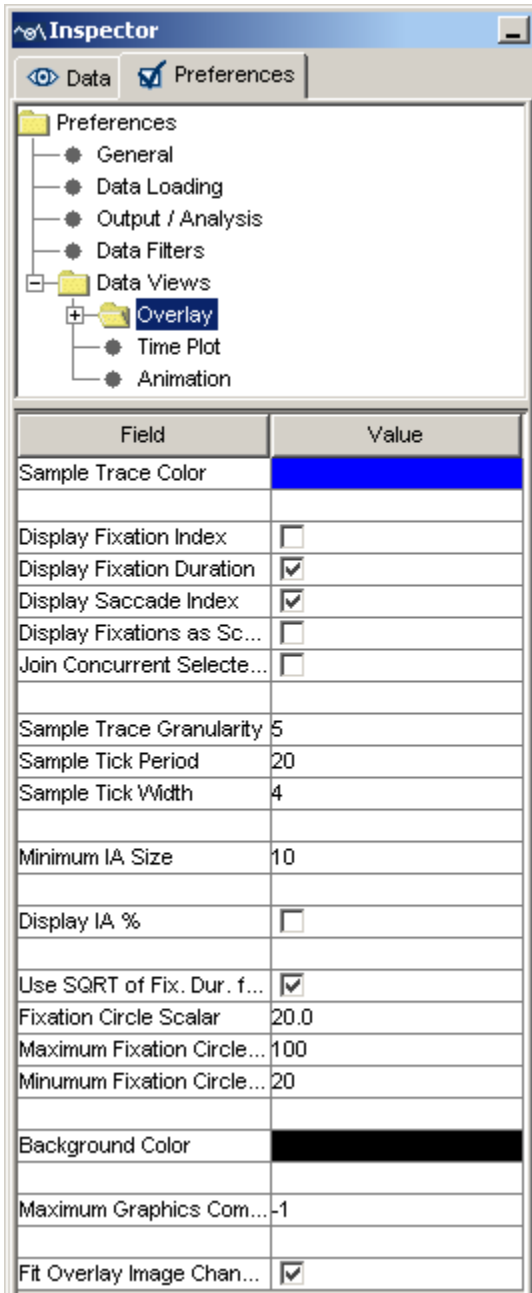 Inspector
Data Preferences
Preferences
General
Data Loading
Output / Analysis
Data Filters
Data Views
Overlay
Time Plot
Animation
Field Value
Sample Trace Color
Display Fixation Index
Display Fixation Duration
Display Saccade Index
Display Fixations as Sc...
Join Concurrent Selecte...
Sample Trace Granularity 5
Sample Tick Period 20
Sample Tick Width 4
Minimum IA Size 10
Display IA %
Use SQRT of Fix. Dur. f...
Fixation Circle Scalar 20.0
Maximum Fixation Circle... 100
Minumum Fixation Circle... 20
Background Color
Maximum Graphics Com... -1
Fit Overlay Image Chan...